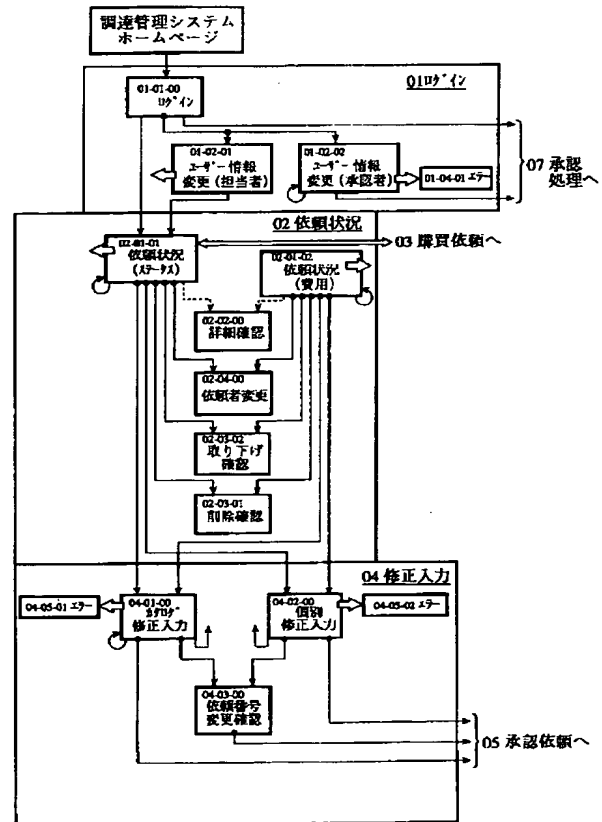 調達管理システム
ホームページ
01ﾛｸﾞｲﾝ
01-01-00
ﾛｸﾞｲﾝ
01-02-01
ﾕｰｻﾞｰ情報
変更(担当者)
01-02-02
ﾕｰｻﾞｰ情報
変更(承認者)
01-04-01 ｴﾗｰ
07 承認
処理へ
02 依頼状況
02-01-01
依頼状況
(ｽﾃｰﾀｽ)
02-01-02
依頼状況
(費用)
03 購買依頼へ
02-02-00
詳細確認
02-04-00
依頼者変更
02-03-02
取り下げ
確認
02-03-01
削除確認
04 修正入力
04-05-01 ｴﾗｰ
04-01-00
ｶﾀﾛｸﾞ
修正入力
04-02-00
個別
修正入力
04-05-02 ｴﾗｰ
04-03-00
依頼番号
変更確認
05 承認依頼へ